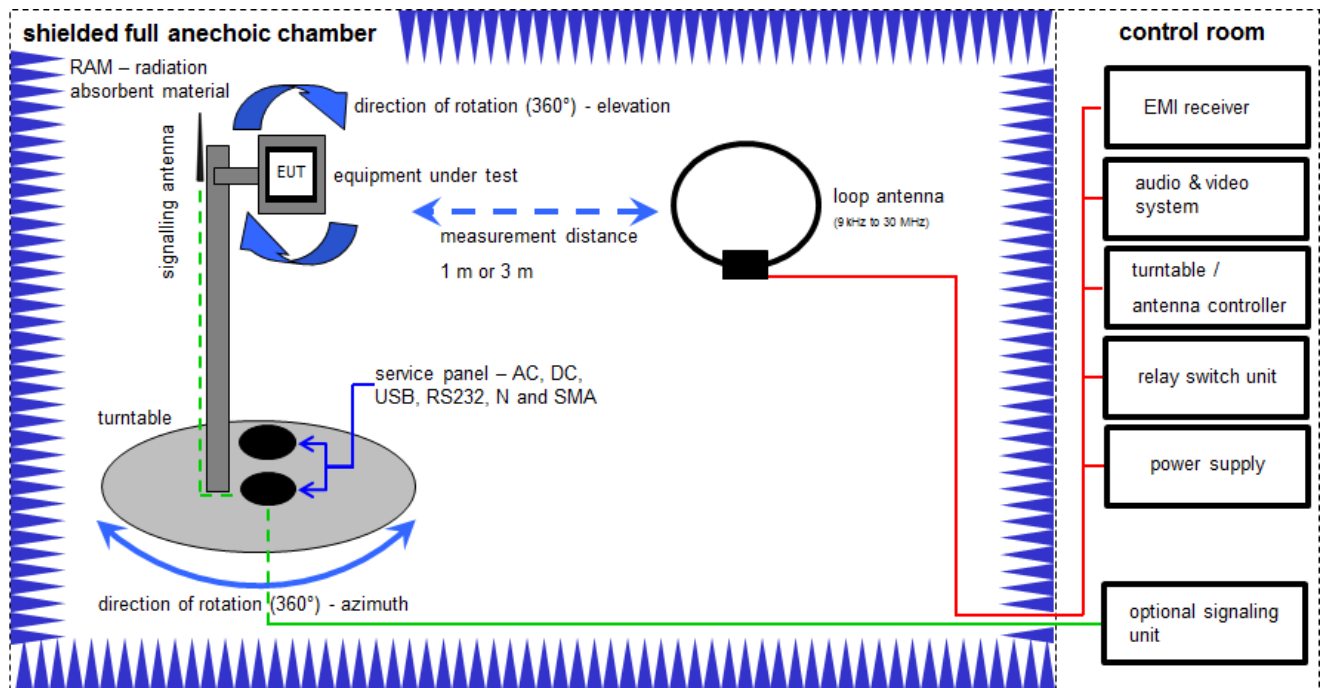 shielded full anechoic chamber
control room
RAM – radiation
absorbent material
signalling antenna
direction of rotation (360°) - elevation
EUT
equipment under test
measurement distance
1 m or 3 m
loop antenna
(9 kHz to 30 MHz)
service panel – AC, DC,
USB, RS232, N and SMA
turntable
direction of rotation (360°) - azimuth
EMI receiver
audio & video
system
turntable /
antenna controller
relay switch unit
power supply
optional signaling
unit